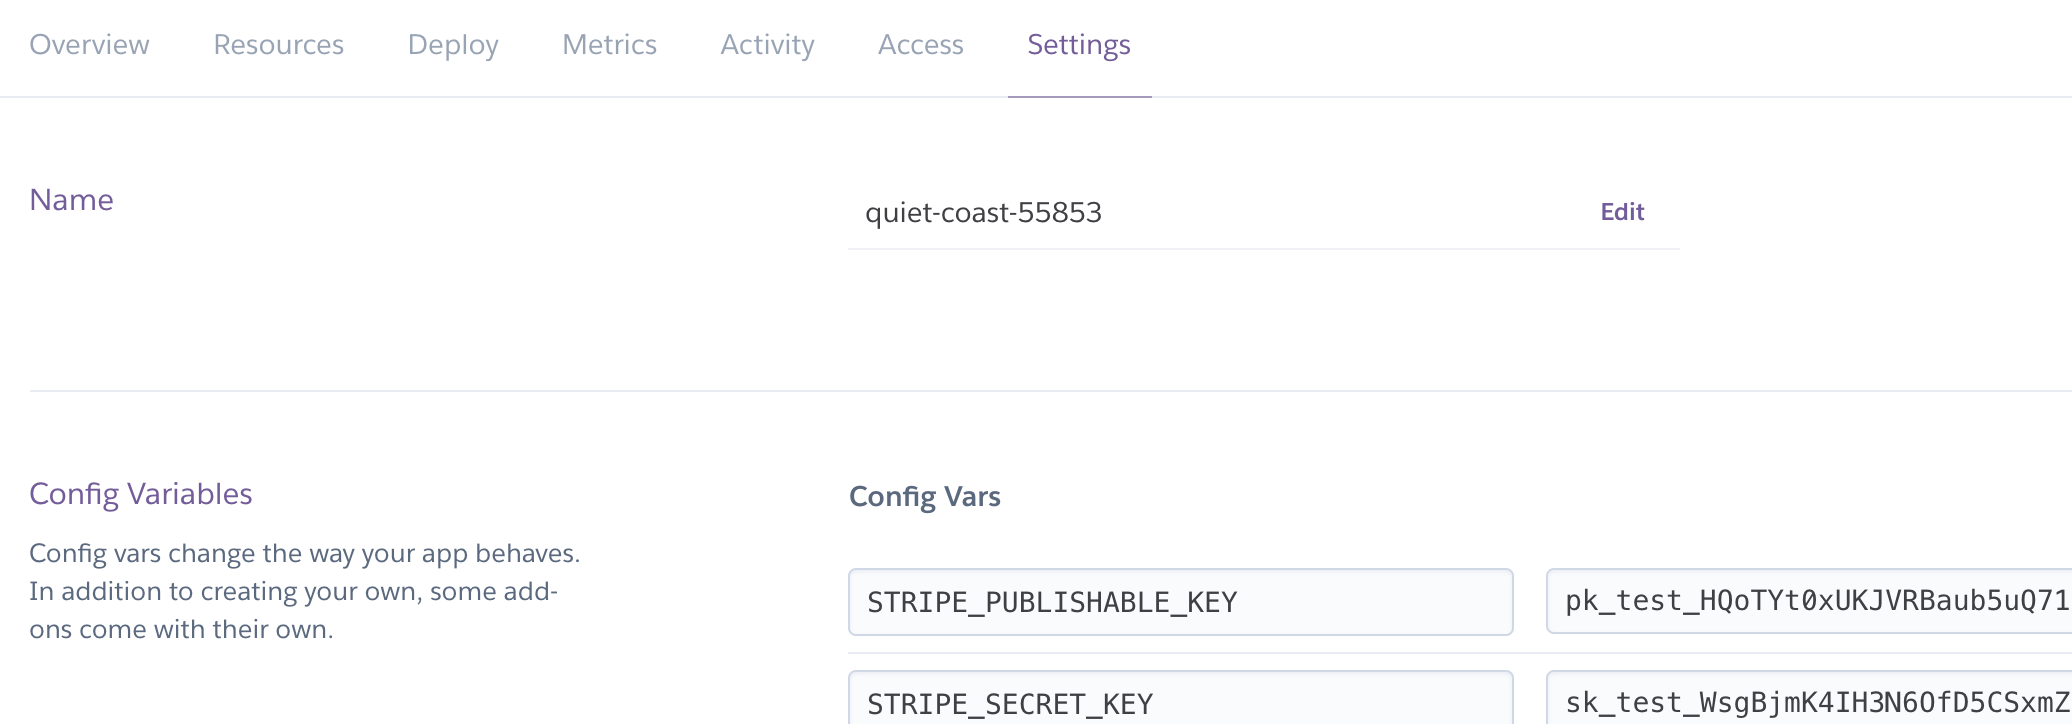 Overview Resources Deploy Metrics Activity Access Settings
Name
quiet-coast-55853 Edit
Config Variables
Config vars change the way your app behaves.
In addition to creating your own, some add-
ons come with their own.
Config Vars
STRIPE_PUBLISHABLE_KEY pk_test_HQoTYt0xUKJVRBaub5uQ71
STRIPE_SECRET_KEY sk_test_WsgBjmK4IH3N6OfD5CSxmZ